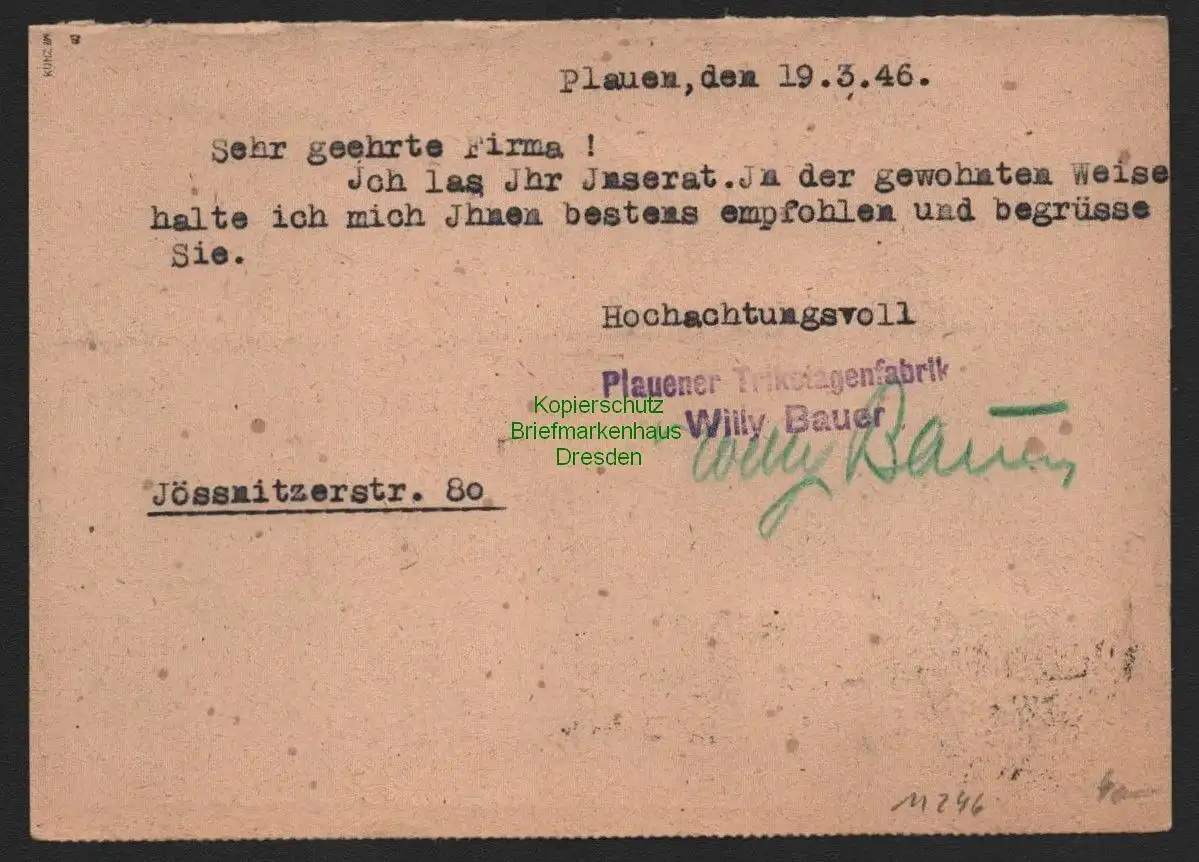 Plauen,den 19.3.46.
Sehr geehrte Firma !
Jch las Jhr Jnserat.Jn der gewohnten Weise
halte ich mich Jhnen bestens empfohlen und begrüsse
Sie.
Hochachtungsvoll
Plauener Trikotagenfabrik
Willy Bauer
Kopierschutz
Briefmarkenhaus
Dresden
Willy Bauer
Jössnitzerstr. 80
M 246